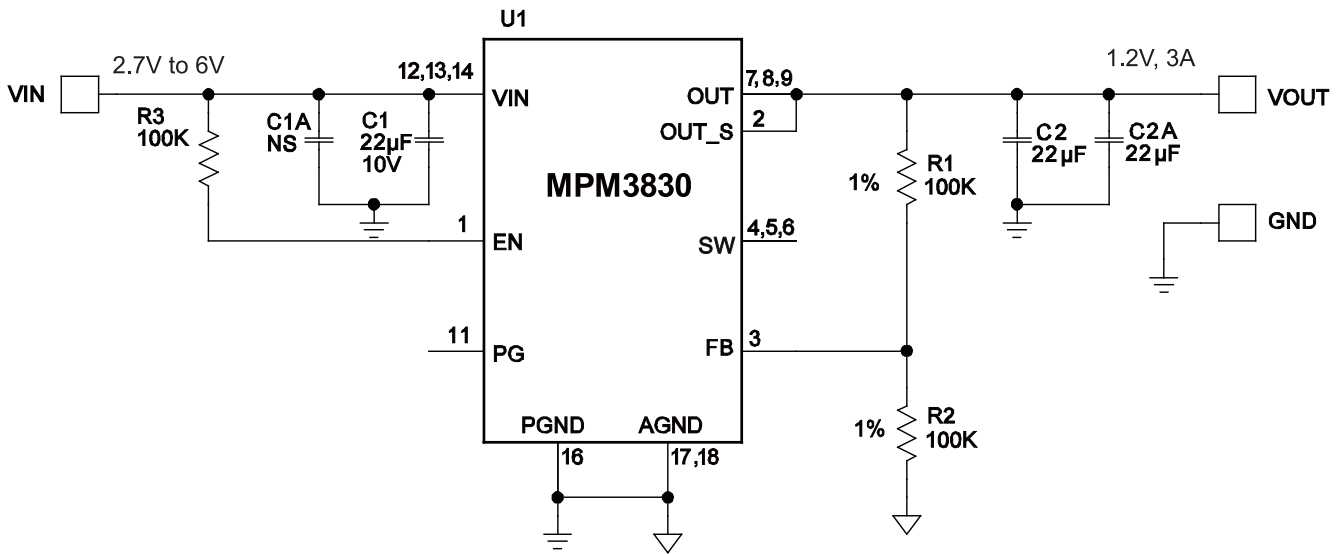 U1
2.7V to 6V
1.2V, 3A
VIN
12,13,14
VIN
OUT
7,8,9
VOUT
R3
100K
C1A
NS
C1
22µF
10V
OUT_S
2
C2
22µF
C2A
22µF
MPM3830
1%
R1
100K
1
EN
SW
4,5,6
GND
11
PG
FB
3
PGND
AGND
16
17,18
1%
R2
100K